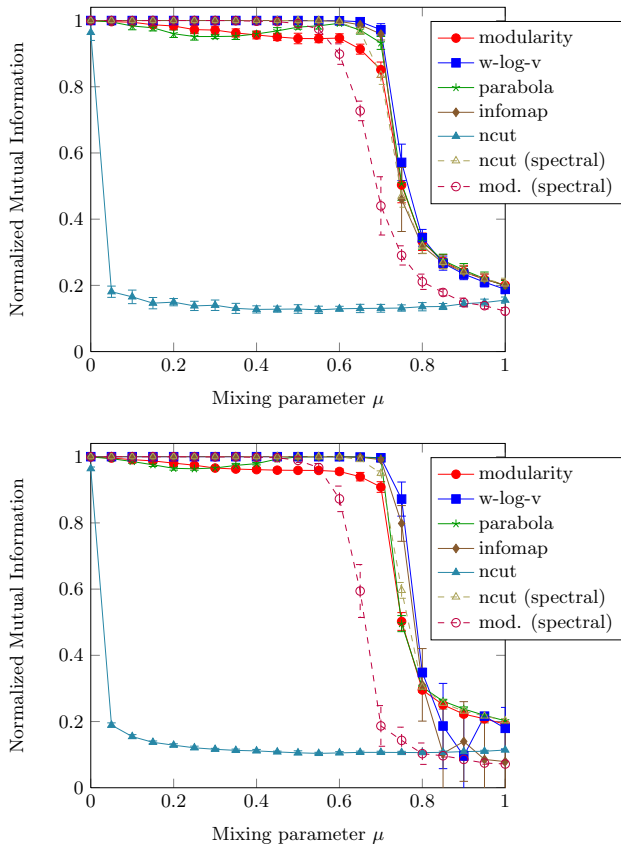 1
0.8
0.6
0.4
0.2
0
Normalized Mutual Information
0 0.2 0.4 0.6 0.8 1
Mixing parameter μ
modularity
w-log-v
parabola
infomap
ncut
ncut (spectral)
mod. (spectral)
1
0.8
0.6
0.4
0.2
0
Normalized Mutual Information
0 0.2 0.4 0.6 0.8 1
Mixing parameter μ
modularity
w-log-v
parabola
infomap
ncut
ncut (spectral)
mod. (spectral)